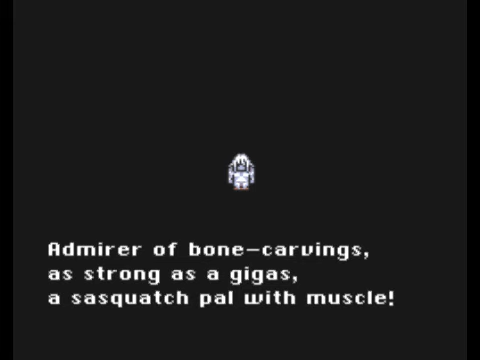 Admirer of bone-carvings,
as strong as a gigas,
a sasquatch pal with muscle!